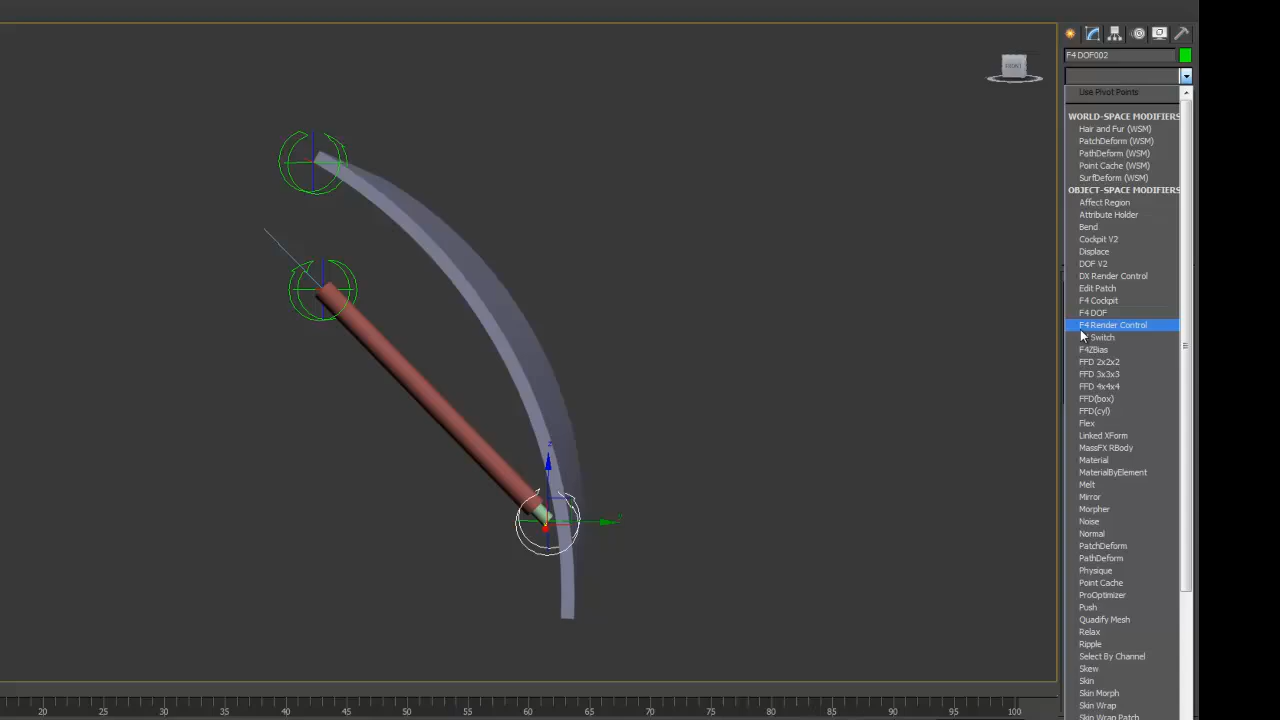 F4 DOF002
Use Pivot Points
WORLD-SPACE MODIFIERS
Hair and Fur (WSM)
PatchDeform (WSM)
PathDeform (WSM)
Point Cache (WSM)
SurfDeform (WSM)
OBJECT-SPACE MODIFIERS
Affect Region
Attribute Holder
Bend
Cockpit V2
Displace
DOF V2
DX Render Control
Edit Patch
F4 Cockpit
F4 DOF
F4 Render Control
Switch
F4ZBias
FFD 2x2x2
FFD 3x3x3
FFD 4x4x4
FFD(box)
FFD(cyl)
Flex
Linked XForm
MassFX RBody
Material
MaterialByElement
Melt
Mirror
Morpher
Noise
Normal
PatchDeform
PathDeform
Physique
Point Cache
ProOptimizer
Push
Quadify Mesh
Relax
Ripple
Select By Channel
Skew
Skin
Skin Morph
Skin Wrap
Skin Wrap Patch
FRONT
z
20 25 30 35 40 45 50 55 60 65 70 75 80 85 90 95 100